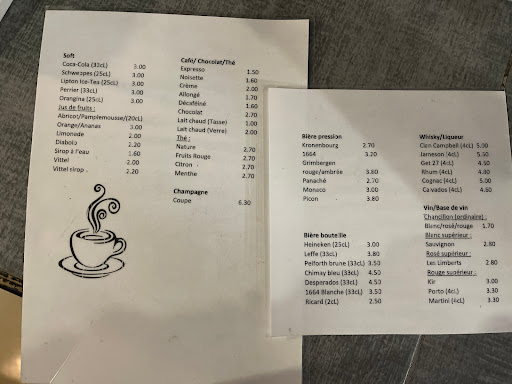 Soft
Coca-Cola (33cL) 3.00
Schweppes (25cL) 3.00
Lipton Ice-Tea (25cL) 3.00
Perrier (33cL) 3.00
Orangina (25cL) 3.00
Jus de fruits :
Abricot/Pamplemousse/(20cL)
Orange/Ananas 3.00
Limonade 2.00
Diabolo 2.20
Sirop à l'eau 1.60
Vittel 2.00
Vittel sirop 2.20
Café/ Chocolat/Thé
Expresso 1.50
Noisette 1.60
Crème 2.00
Allongé 1.70
Décaféiné 1.60
Chocolat 2.70
Lait chaud (Tasse) 1.00
Lait chaud (Verre) 2.00
Thé :
Nature 2.70
Fruits Rouge 2.70
Citron 2.70
Menthe 2.70
Champagne
Coupe 6.30
Bière pression
Kronenbourg 2.70
1664 3.20
Grimbergen
rouge/ambrée 3.80
Panaché 2.70
Monaco 3.00
Picon 3.80
Bière bouteille
Heineken (25cL) 3.00
Leffe (33cL) 3.80
Pelforth brune (33cL) 3.50
Chimay bleu (33cL) 4.50
Desperados (33cL) 4.50
1664 Blanche (33cL) 3.50
Ricard (2cL) 2.50
Whisky/Liqueur
Clan Campbell (4cL) 5.00
Jameson (4cL) 5.50
Get 27 (4cL) 4.50
Rhum (4cL) 4.80
Cognac (4cL) 5.00
Calvados (4cL) 4.60
Vin/Base de vin
Chancillon (ordinaire) :
Blanc/rosé/rouge 1.70
Blanc supérieur :
Sauvignon 2.80
Rosé supérieur :
Les Limberts 2.80
Rouge supérieur :
Kir 3.00
Porto (4cL) 3.30
Martini (4cL) 3.30